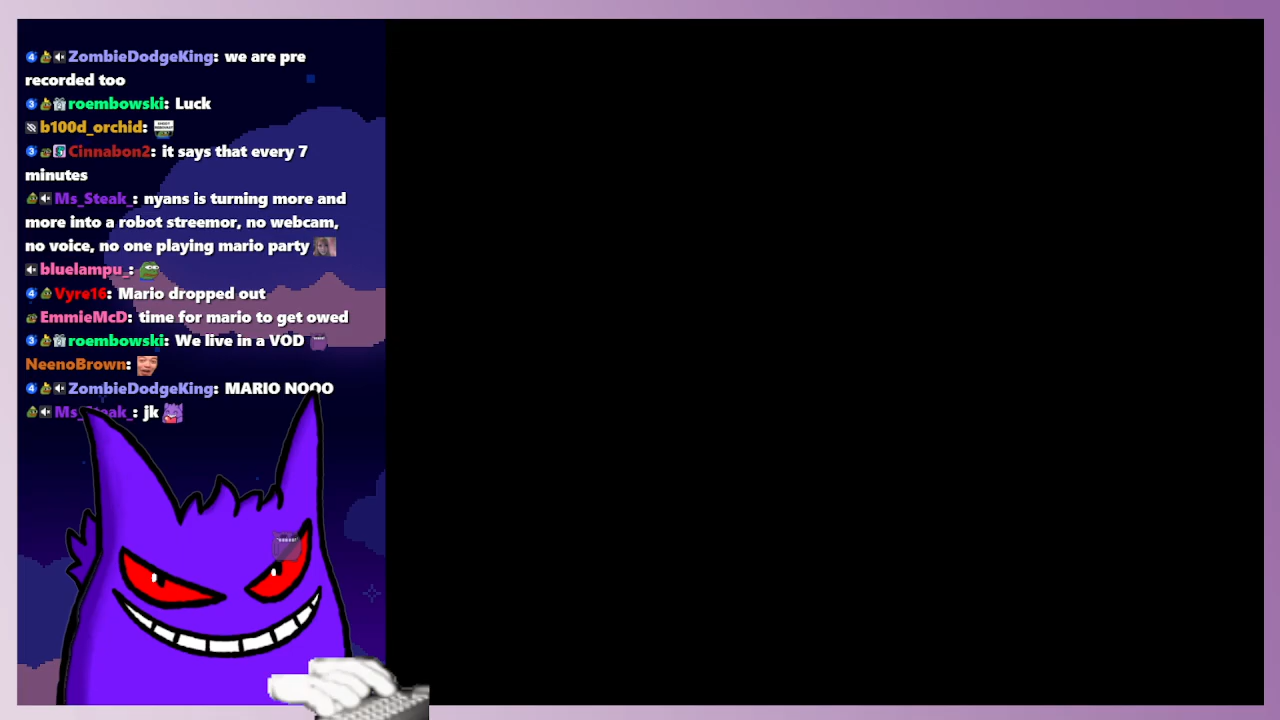 ZombieDodgeKing: we are pre
recorded too
roembowski: Luck
b100d_orchid:
Cinnabon2: it says that every 7
minutes
Ms_Steak_: nyans is turning more and
more into a robot streemor, no webcam,
no voice, no one playing mario party
bluelampu_:
Vyre16: Mario dropped out
EmmieMcD: time for mario to get owed
roembowski: We live in a VOD
NeenoBrown:
ZombieDodgeKing: MARIO NOOO
Ms_Steak_: jk